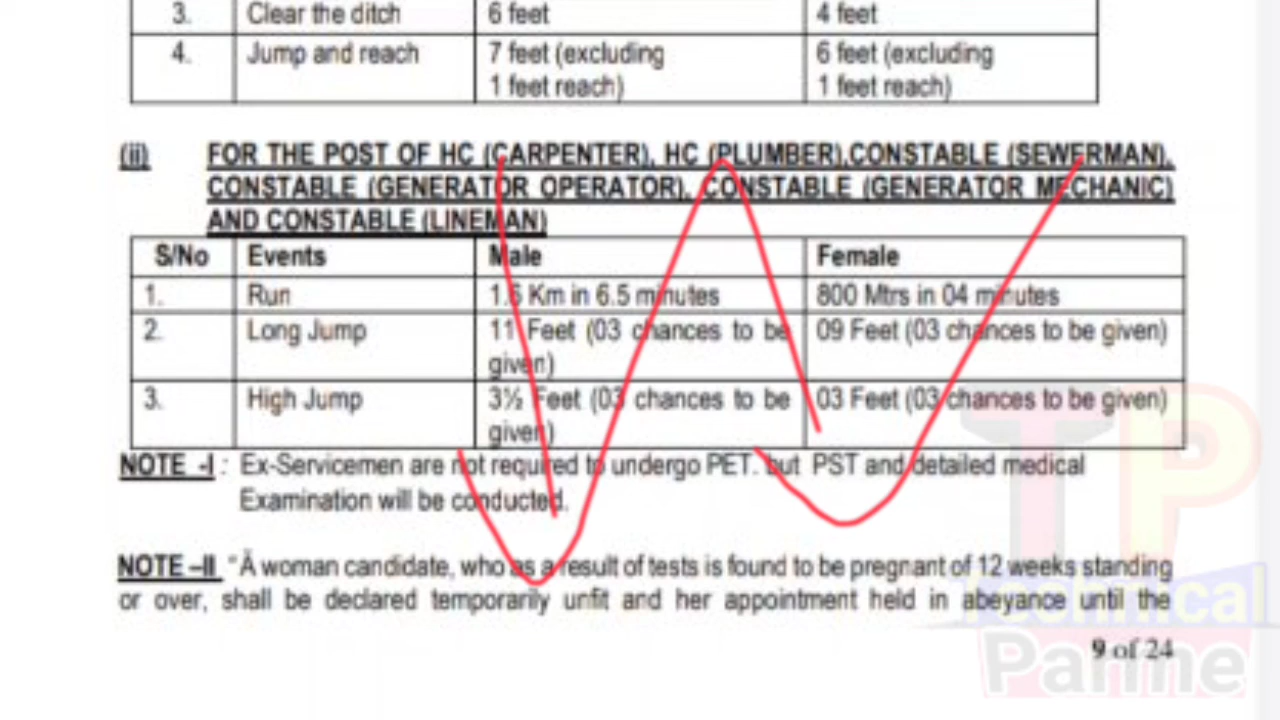 3. Clear the ditch 6 feet 4 feet
4. Jump and reach 7 feet (excluding 6 feet (excluding
1 feet reach) 1 feet reach)
(ii) FOR THE POST OF HC (CARPENTER), HC (PLUMBER),CONSTABLE (SEWERMAN),
CONSTABLE (GENERATOR OPERATOR), CONSTABLE (GENERATOR MECHANIC)
AND CONSTABLE (LINEMAN)
S/No Events Male Female
1. Run 1.6 Km in 6.5 minutes 800 Mtrs in 04 minutes
2. Long Jump 11 Feet (03 chances to be 09 Feet (03 chances to be given)
given)
3. High Jump 3½ Feet (03 chances to be 03 Feet (03 chances to be given)
given)
NOTE -I : Ex-Servicemen are not required to undergo PET. but PST and detailed medical
Examination will be conducted.
NOTE –II "Ä woman candidate, who as a result of tests is found to be pregnant of 12 weeks standing
or over, shall be declared temporarily unfit and her appointment held in abeyance until the
9 of 24
TP
Technical
Parme